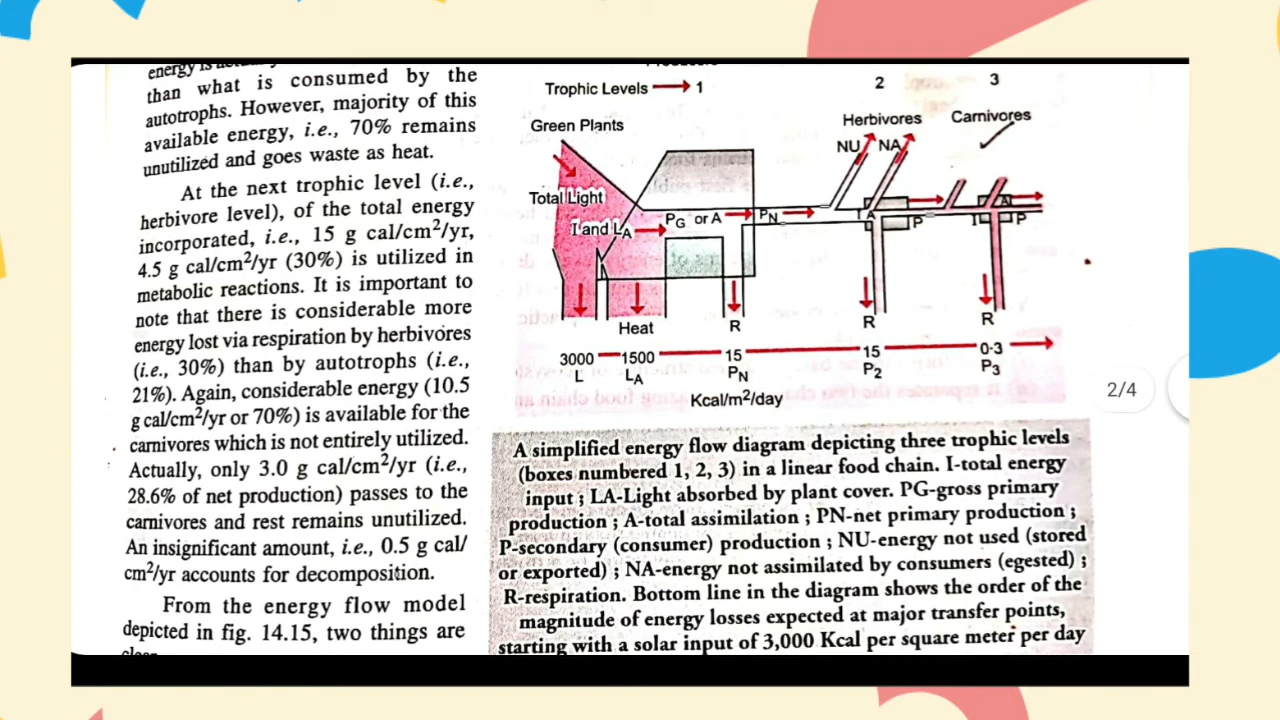 energy is
than what is consumed by the
autotrophs. However, majority of this
available energy, i.e., 70% remains
unutilized and goes waste as heat.
At the next trophic level (i.e.,
herbivore level), of the total energy
incorporated, i.e., 15 g cal/cm²/yr,
4.5 g cal/cm²/yr (30%) is utilized in
metabolic reactions. It is important to
note that there is considerable more
energy lost via respiration by herbivores
(i.e., 30%) than by autotrophs (i.e.,
21%). Again, considerable energy (10.5
g cal/cm²/yr or 70%) is available for the
carnivores which is not entirely utilized.
Actually, only 3.0 g cal/cm²/yr (i.e.,
28.6% of net production) passes to the
carnivores and rest remains unutilized.
An insignificant amount, i.e., 0.5 g cal/
cm²/yr accounts for decomposition.
From the energy flow model
depicted in fig. 14.15, two things are
Trophic Levels → 1 2 3
Green Plants Herbivores Carnivores
NU NA
Total Light
I and LA PG or A PN I A P I A P
Heat R R R
3000 1500 15 15 0·3
L LA PN P2 P3
Kcal/m²/day
2/4
A simplified energy flow diagram depicting three trophic levels
(boxes numbered 1, 2, 3) in a linear food chain. I-total energy
input ; LA-Light absorbed by plant cover. PG-gross primary
production ; A-total assimilation ; PN-net primary production ;
P-secondary (consumer) production ; NU-energy not used (stored
or exported) ; NA-energy not assimilated by consumers (egested) ;
R-respiration. Bottom line in the diagram shows the order of the
magnitude of energy losses expected at major transfer points,
starting with a solar input of 3,000 Kcal per square meter per day